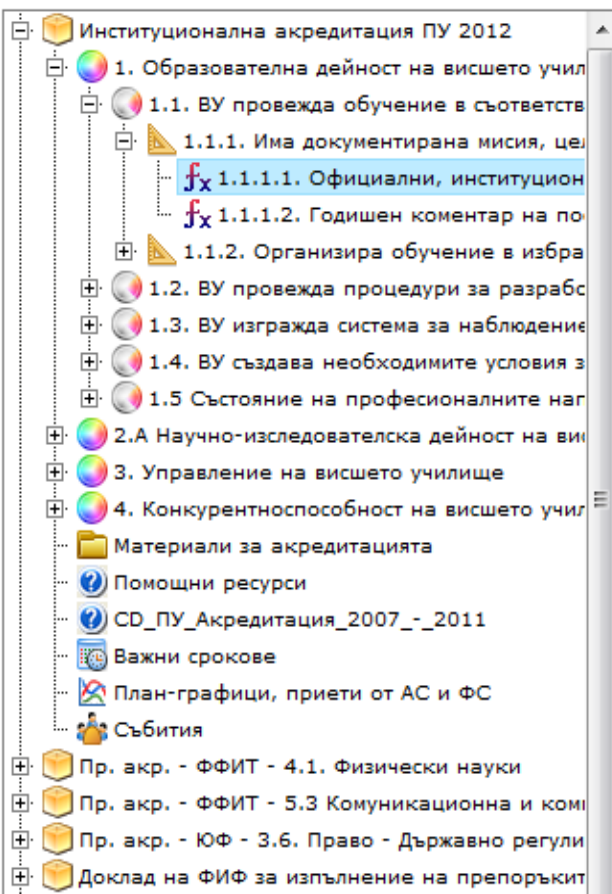 Институционална акредитация ПУ 2012
1. Образователна дейност на висшето учил
1.1. ВУ провежда обучение в съответств
1.1.1. Има документирана мисия, цел
fx 1.1.1.1. Официални, институцион
fx 1.1.1.2. Годишен коментар на по
1.1.2. Организира обучение в избра
1.2. ВУ провежда процедури за разрабо
1.3. ВУ изгражда система за наблюдение
1.4. ВУ създава необходимите условия з
1.5 Състояние на професионалните наг
2.А Научно-изследователска дейност на ви
3. Управление на висшето училище
4. Конкурентноспособност на висшето учил
Материали за акредитацията
Помощни ресурси
CD_ПУ_Акредитация_2007_-_2011
Важни срокове
План-графици, приети от АС и ФС
Събития
Пр. акр. - ФФИТ - 4.1. Физически науки
Пр. акр. - ФФИТ - 5.3 Комуникационна и ком
Пр. акр. - ЮФ - 3.6. Право - Държавно регули
Доклад на ФИФ за изпълнение на препоръкит